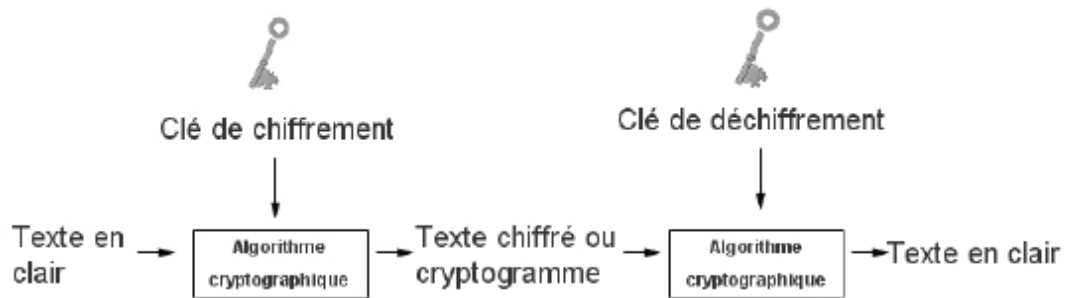 Clé de chiffrement
Clé de déchiffrement
Texte en
clair
Algorithme
cryptographique
Texte chiffré ou
cryptogramme
Algorithme
cryptographique
Texte en clair